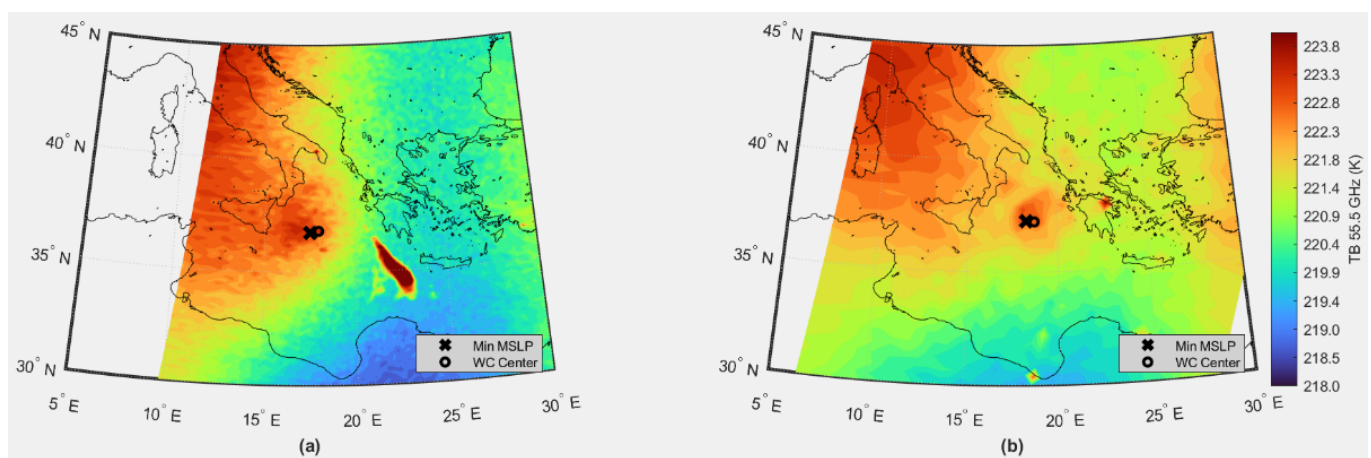 45° N
40° N
35° N
30° N
5° E
10° E
15° E
20° E
25° E
30° E
✖ Min MSLP
o WC Center
(a)
45° N
40° N
35° N
30° N
5° E
10° E
15° E
20° E
25° E
30° E
✖ Min MSLP
o WC Center
(b)
223.8
223.3
222.8
222.3
221.8
221.4
220.9
220.4
219.9
219.4
219.0
218.5
218.0
TB 55.5 GHz (K)